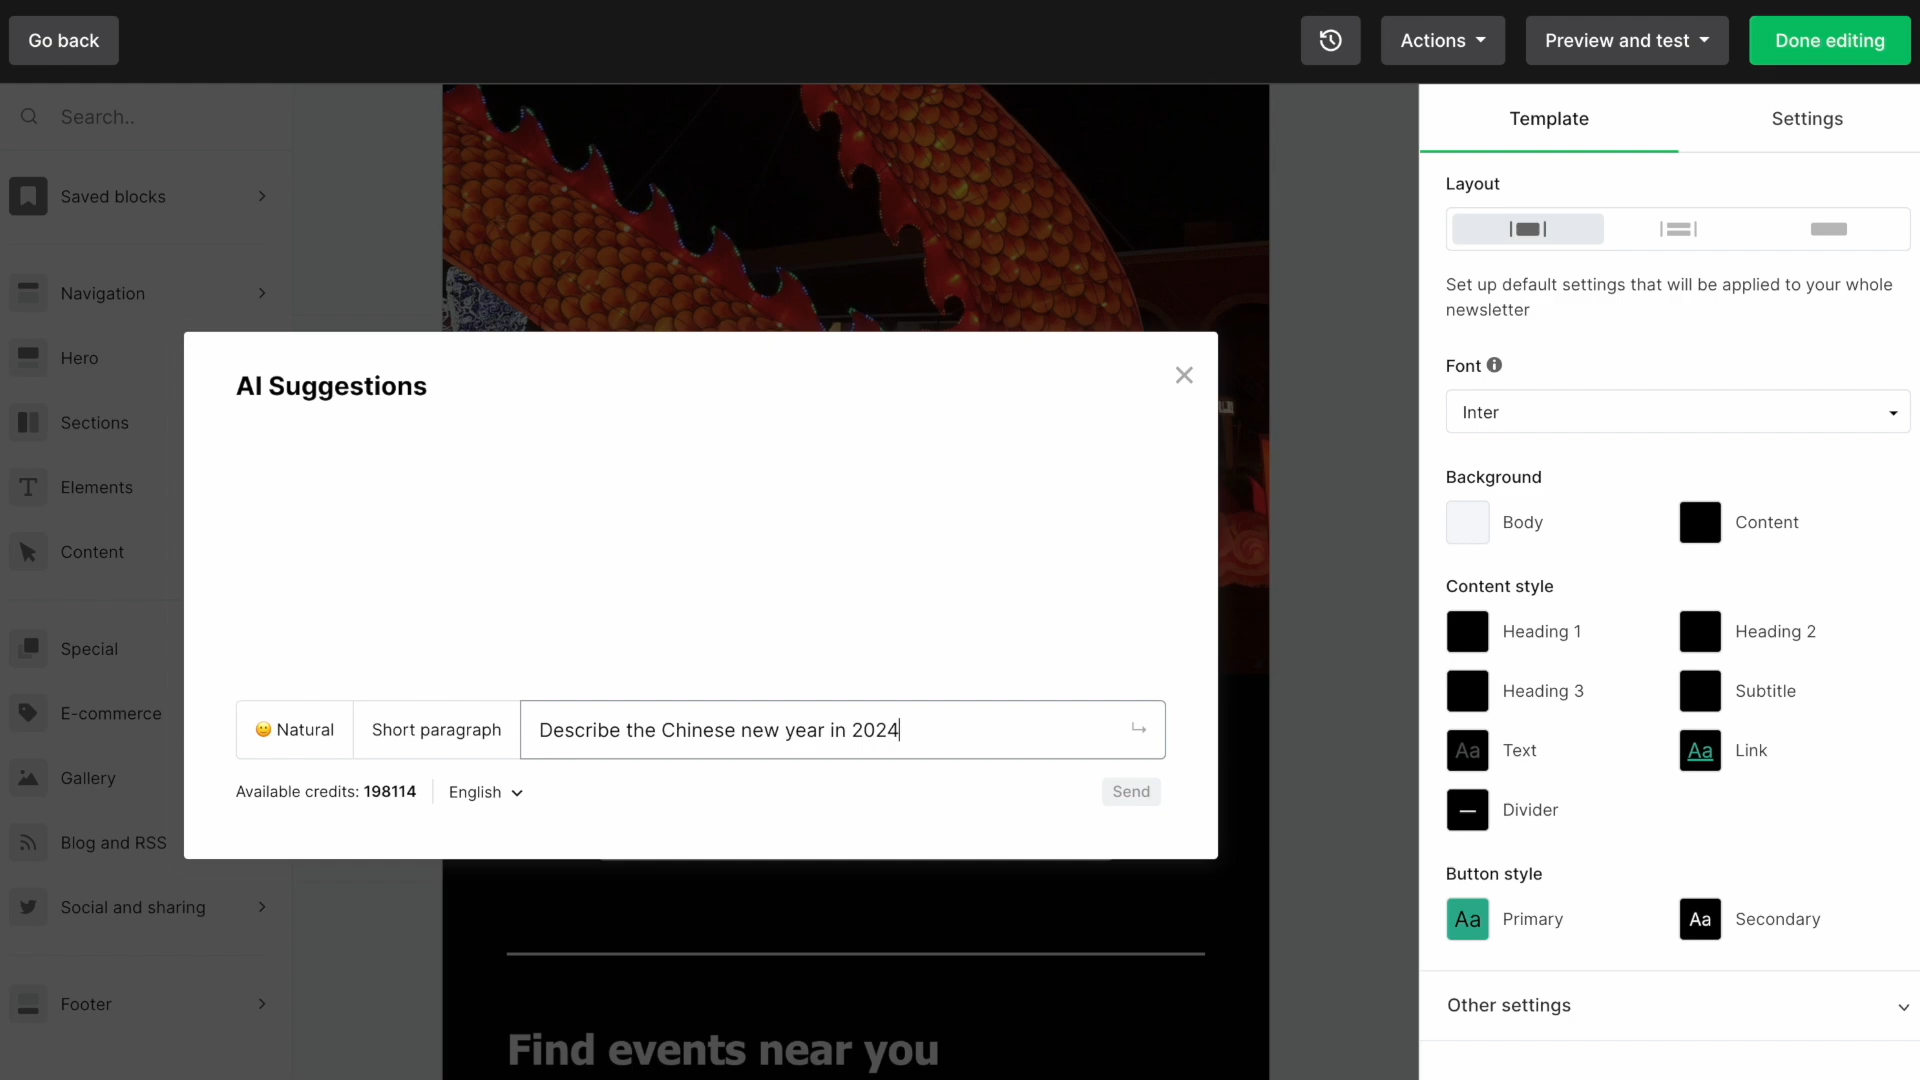 Go back
Actions
Preview and test
Done editing
Search..
Saved blocks
Navigation
Hero
Sections
Elements
Content
Special
E-commerce
Gallery
Blog and RSS
Social and sharing
Footer
AI Suggestions
Natural
Short paragraph
Describe the Chinese new year in 2024
Available credits: 198114
English
Send
Find events near you
Template
Settings
Layout
Set up default settings that will be applied to your whole
newsletter
Font
Inter
Background
Body
Content
Content style
Heading 1
Heading 2
Heading 3
Subtitle
Aa Text
Aa Link
Divider
Button style
Aa Primary
Aa Secondary
Other settings